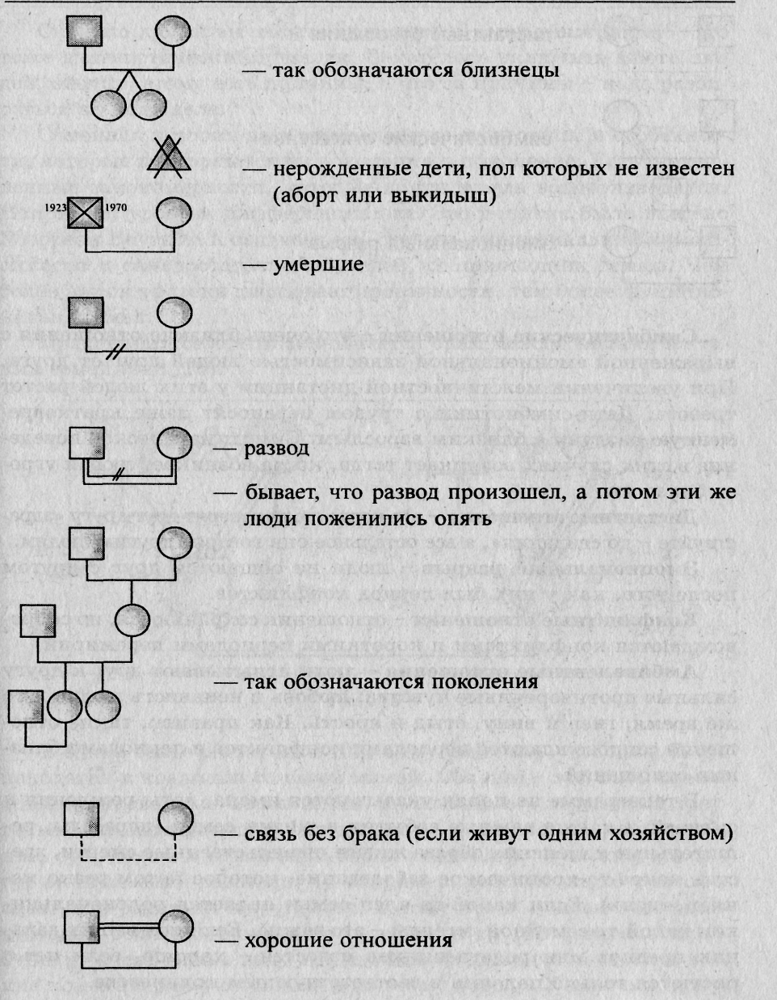 — так обозначаются близнецы
— нерожденные дети, пол которых не известен
(аборт или выкидыш)
1923 1970
— умершие
— развод
— бывает, что развод произошел, а потом эти же
люди поженились опять
— так обозначаются поколения
— связь без брака (если живут одним хозяйством)
— хорошие отношения